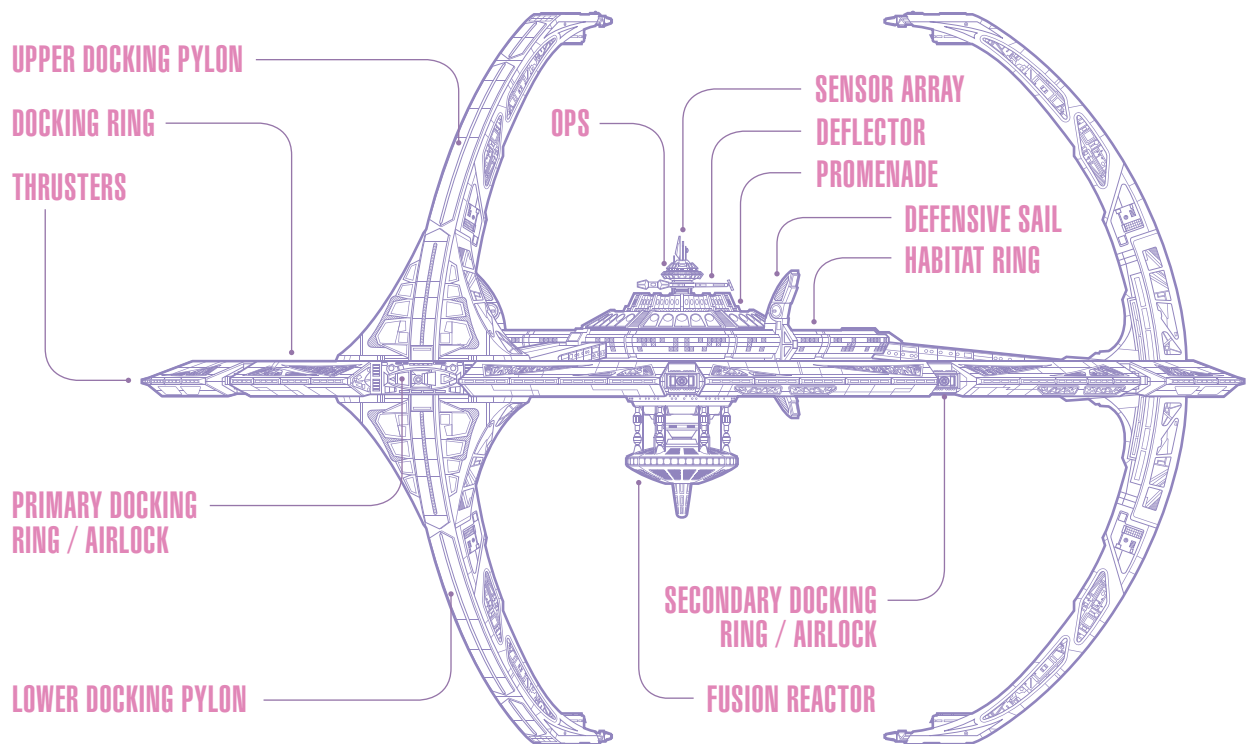 UPPER DOCKING PYLON
DOCKING RING
THRUSTERS
OPS
SENSOR ARRAY
DEFLECTOR
PROMENADE
DEFENSIVE SAIL
HABITAT RING
PRIMARY DOCKING
RING / AIRLOCK
SECONDARY DOCKING
RING / AIRLOCK
LOWER DOCKING PYLON
FUSION REACTOR